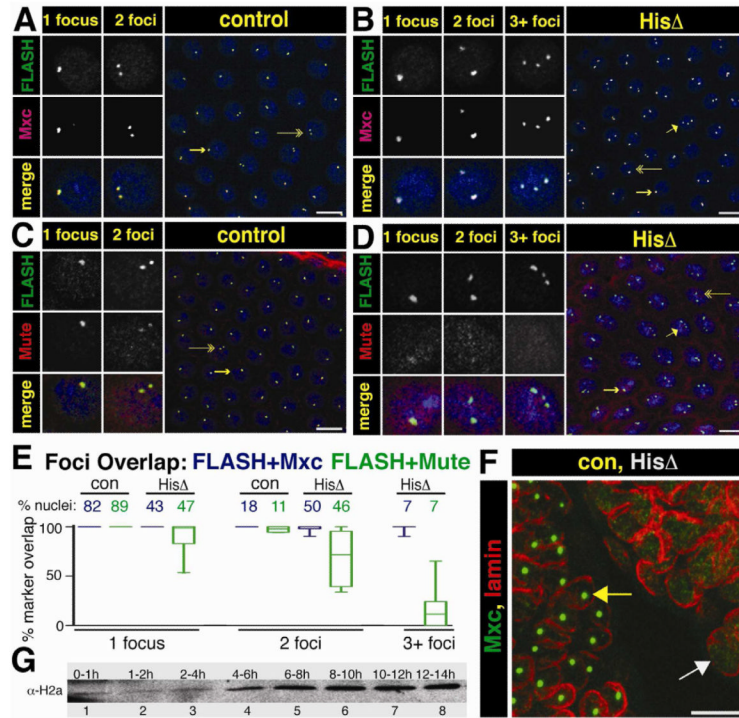 A
1 focus
2 foci
control
FLASH
Mxc
merge
B
1 focus
2 foci
3+ foci
HisΔ
FLASH
Mxc
merge
C
1 focus
2 foci
control
FLASH
Mute
merge
D
1 focus
2 foci
3+ foci
HisΔ
FLASH
Mute
merge
E
Foci Overlap: FLASH+Mxc FLASH+Mute
con HisΔ con HisΔ HisΔ
% nuclei: 82 89 43 47 18 11 50 46 7 7
% marker overlap
100
50
0
1 focus 2 foci 3+ foci
F
con, HisΔ
Mxc, lamin
G
0-1h 1-2h 2-4h 4-6h 6-8h 8-10h 10-12h 12-14h
α-H2a
1 2 3 4 5 6 7 8